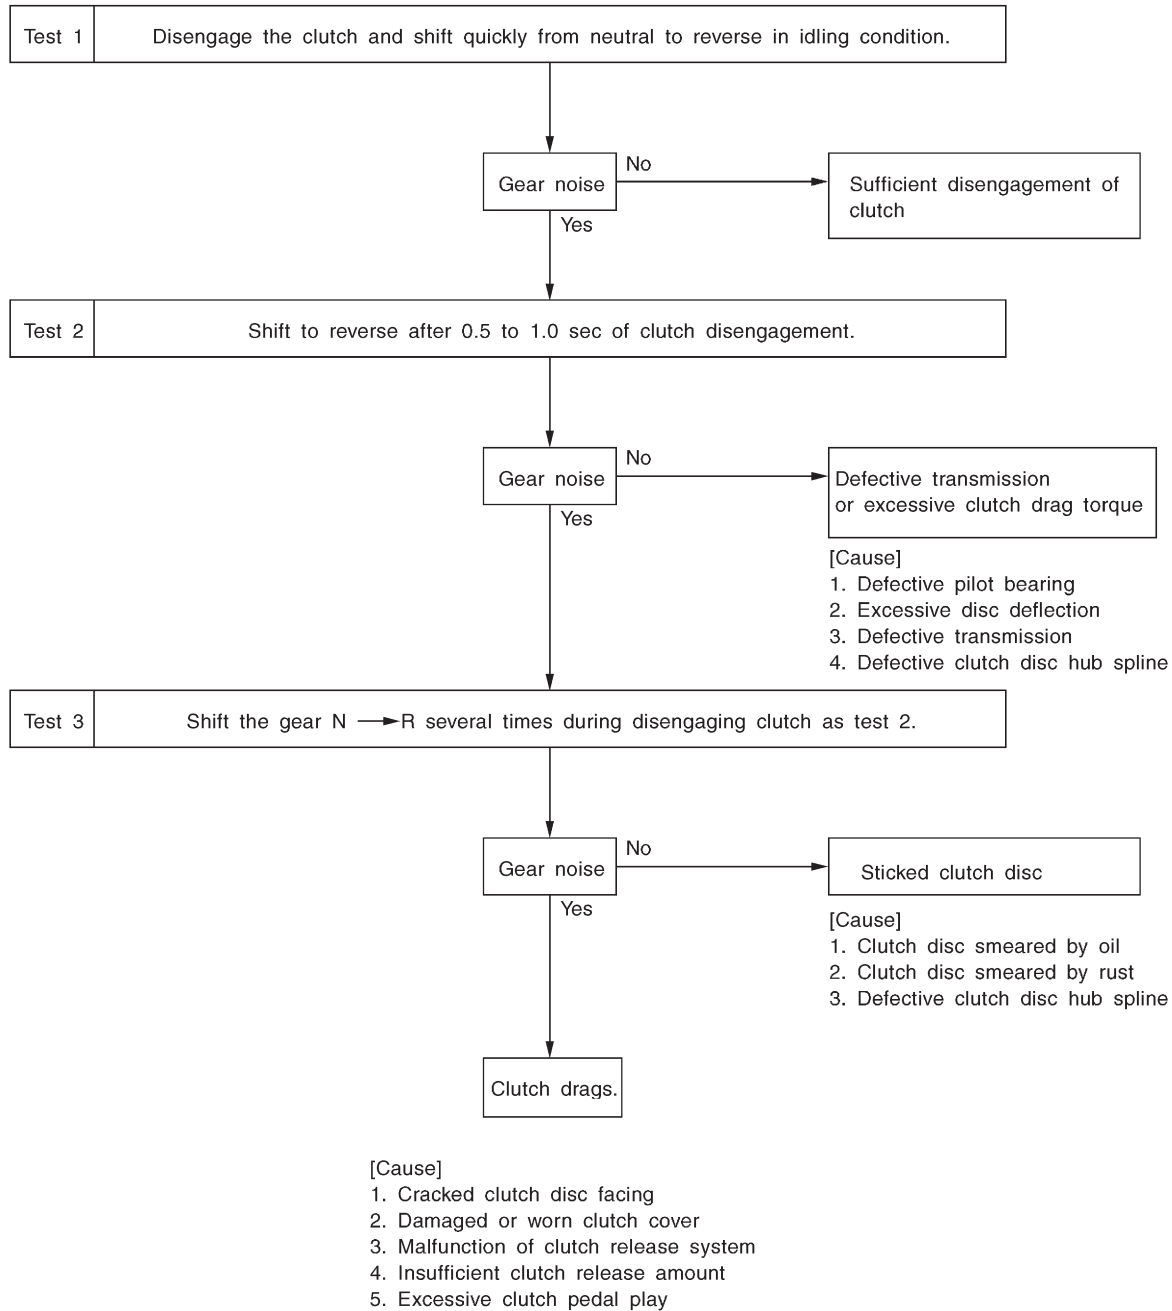 Test 1
Disengage the clutch and shift quickly from neutral to reverse in idling condition.
Gear noise
No
Sufficient disengagement of
clutch
Yes
Test 2
Shift to reverse after 0.5 to 1.0 sec of clutch disengagement.
Gear noise
No
Defective transmission
or excessive clutch drag torque
Yes
[Cause]
1. Defective pilot bearing
2. Excessive disc deflection
3. Defective transmission
4. Defective clutch disc hub spline
Test 3
Shift the gear N → R several times during disengaging clutch as test 2.
Gear noise
No
Sticked clutch disc
Yes
[Cause]
1. Clutch disc smeared by oil
2. Clutch disc smeared by rust
3. Defective clutch disc hub spline
Clutch drags.
[Cause]
1. Cracked clutch disc facing
2. Damaged or worn clutch cover
3. Malfunction of clutch release system
4. Insufficient clutch release amount
5. Excessive clutch pedal play